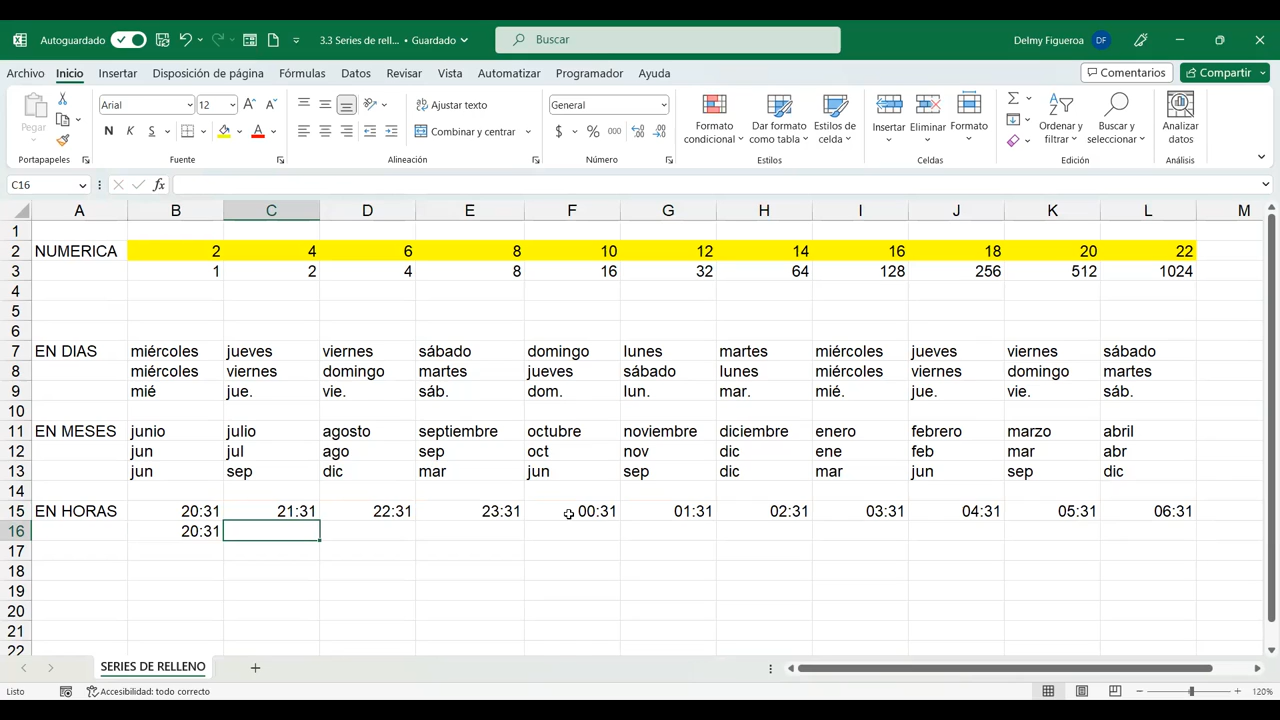 Autoguardado 3.3 Series de rell... • Guardado Buscar Delmy Figueroa DF
Archivo Inicio Insertar Disposición de página Fórmulas Datos Revisar Vista Automatizar Programador Ayuda Comentarios Compartir
Pegar Arial 12 Ajustar texto General Formato condicional Dar formato como tabla Estilos de celda Insertar Eliminar Formato Ordenar y filtrar Buscar y seleccionar Analizar datos
N K S Combinar y centrar $ % 000
Portapapeles Fuente Alineación Número Estilos Celdas Edición Análisis
C16 fx
A B C D E F G H I J K L M
1
2 NUMERICA 2 4 6 8 10 12 14 16 18 20 22
3 1 2 4 8 16 32 64 128 256 512 1024
4
5
6
7 EN DIAS miércoles jueves viernes sábado domingo lunes martes miércoles jueves viernes sábado
8 miércoles viernes domingo martes jueves sábado lunes miércoles viernes domingo martes
9 mié jue. vie. sáb. dom. lun. mar. mié. jue. vie. sáb.
10
11 EN MESES junio julio agosto septiembre octubre noviembre diciembre enero febrero marzo abril
12 jun jul ago sep oct nov dic ene feb mar abr
13 jun sep dic mar jun sep dic mar jun sep dic
14
15 EN HORAS 20:31 21:31 22:31 23:31 00:31 01:31 02:31 03:31 04:31 05:31 06:31
16 20:31
17
18
19
20
21
22
SERIES DE RELLENO
Listo Accesibilidad: todo correcto 120%